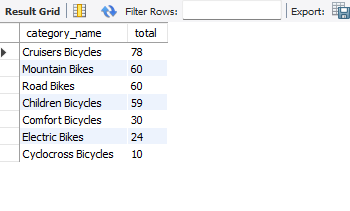 Result Grid Filter Rows: Export:
category_name total
Cruisers Bicycles 78
Mountain Bikes 60
Road Bikes 60
Children Bicycles 59
Comfort Bicycles 30
Electric Bikes 24
Cyclocross Bicycles 10